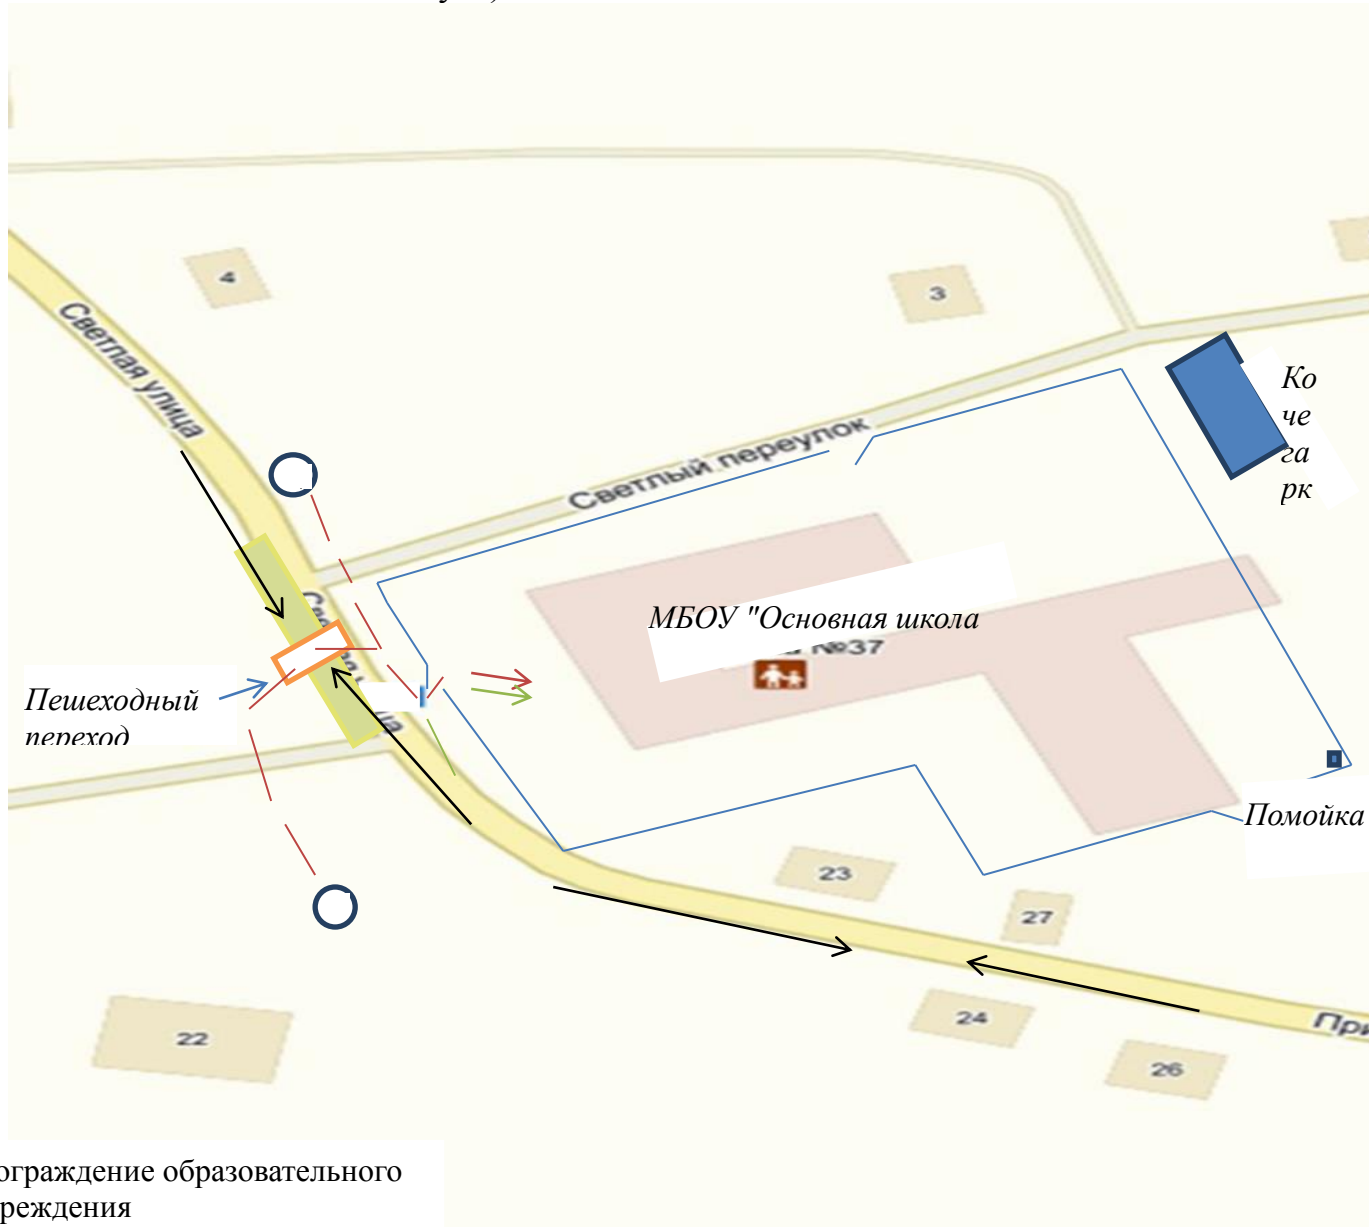 4
3
Светлая улица
Ко
че
га
рк
Светлый переулок
МБОУ "Основная школа
№37
Пешеходный
переход
Помойка
23
27
24
22
26
При
ограждение образовательного
реждения